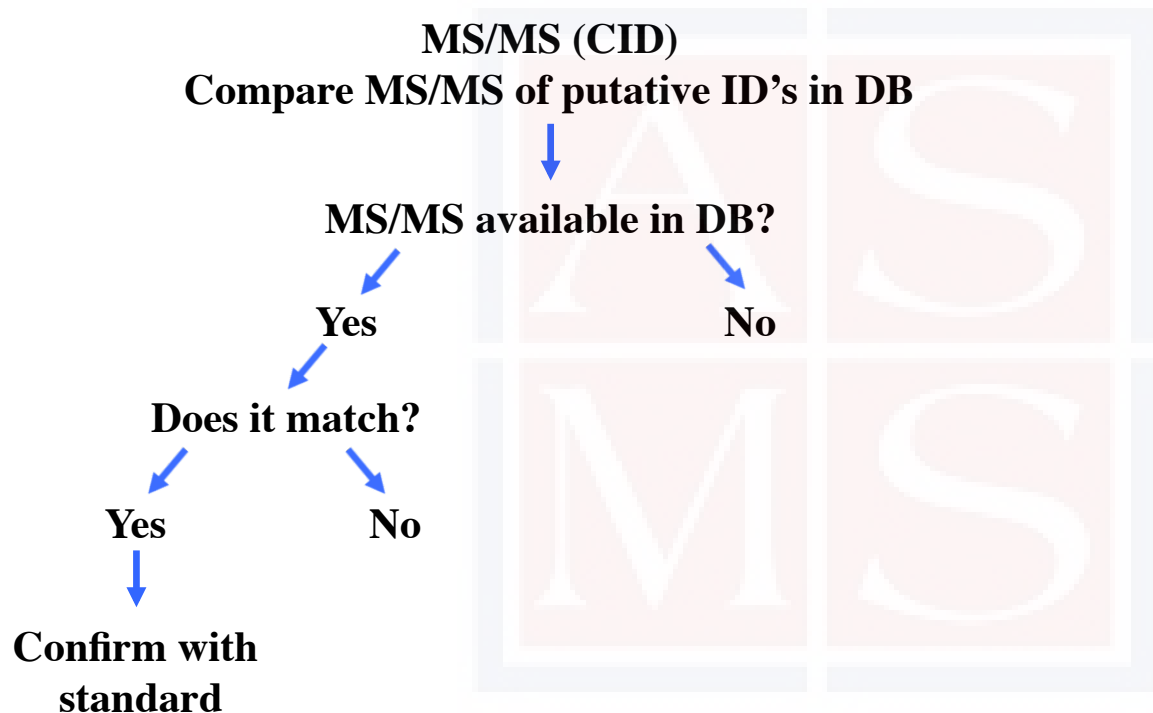 MS/MS (CID)
Compare MS/MS of putative ID’s in DB
MS/MS available in DB?
Yes
No
Does it match?
Yes
No
Confirm with
standard
A S
M S